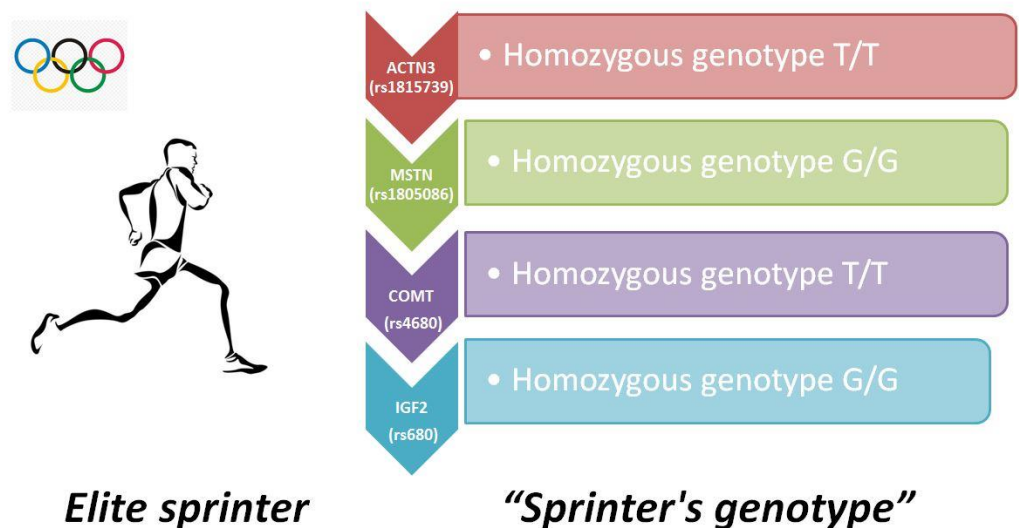 ACTN3
(rs1815739)
• Homozygous genotype T/T
MSTN
(rs1805086)
• Homozygous genotype G/G
COMT
(rs4680)
• Homozygous genotype T/T
IGF2
(rs680)
• Homozygous genotype G/G
Elite sprinter
“Sprinter's genotype”